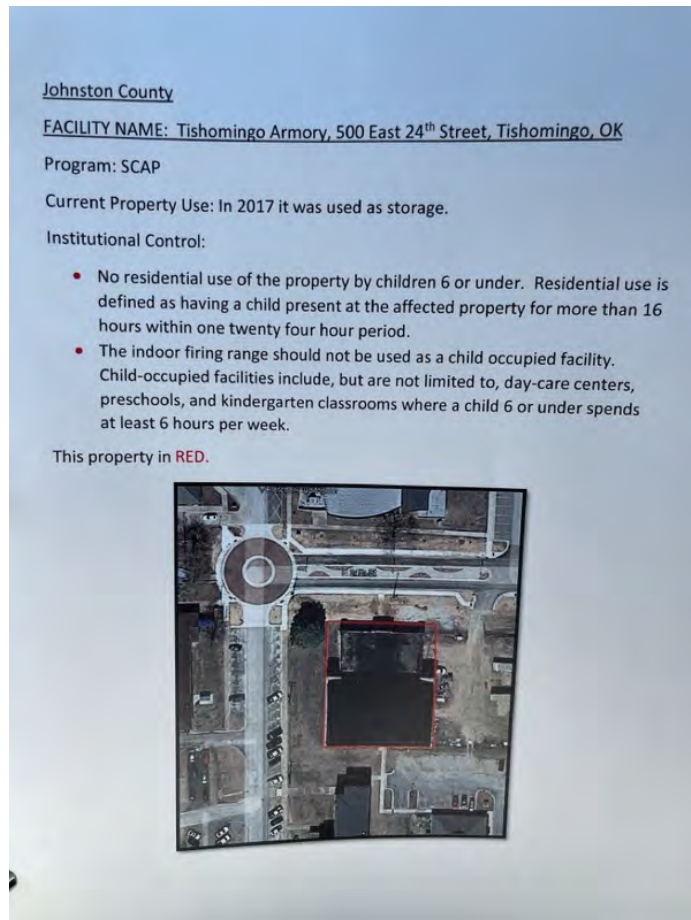 Johnston County
FACILITY NAME: Tishomingo Armory, 500 East 24th Street, Tishomingo, OK
Program: SCAP
Current Property Use: In 2017 it was used as storage.
Institutional Control:
• No residential use of the property by children 6 or under. Residential use is
defined as having a child present at the affected property for more than 16
hours within one twenty four hour period.
• The indoor firing range should not be used as a child occupied facility.
Child-occupied facilities include, but are not limited to, day-care centers,
preschools, and kindergarten classrooms where a child 6 or under spends
at least 6 hours per week.
This property in RED.